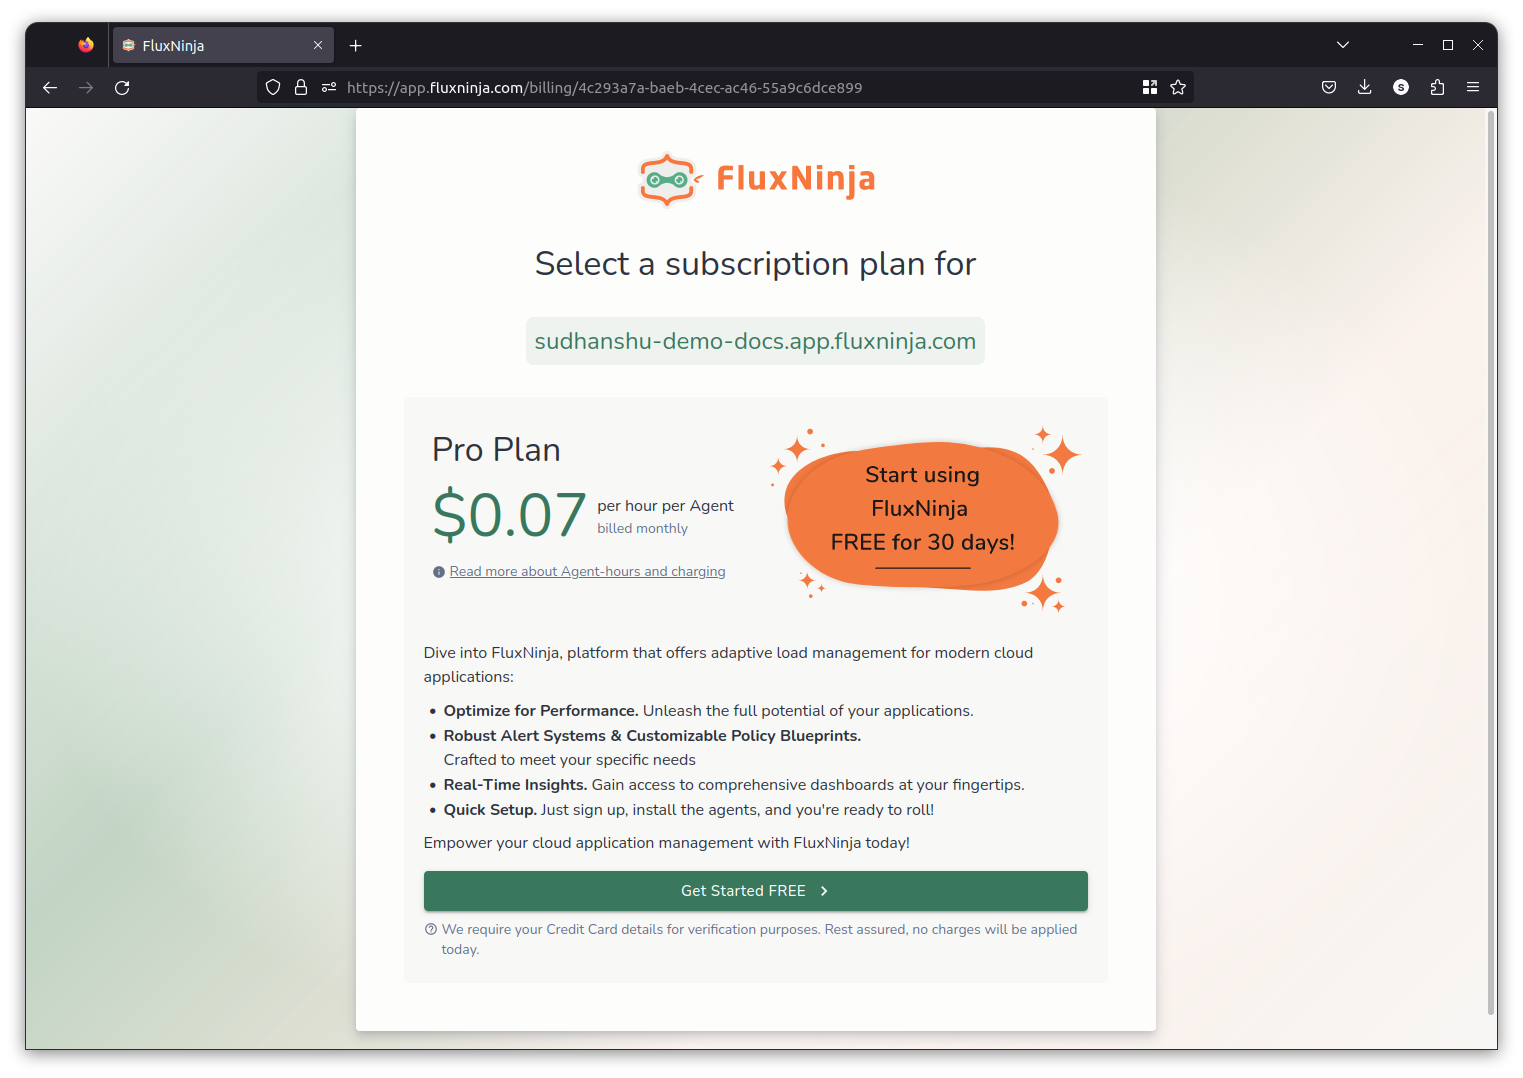 FluxNinja
https://app.fluxninja.com/billing/4c293a7a-baeb-4cec-ac46-55a9c6dce899
S
FluxNinja
Select a subscription plan for
sudhanshu-demo-docs.app.fluxninja.com
Pro Plan
$0.07 per hour per Agent
billed monthly
Read more about Agent-hours and charging
Start using
FluxNinja
FREE for 30 days!
Dive into FluxNinja, platform that offers adaptive load management for modern cloud
applications:
• Optimize for Performance. Unleash the full potential of your applications.
• Robust Alert Systems & Customizable Policy Blueprints.
Crafted to meet your specific needs
• Real-Time Insights. Gain access to comprehensive dashboards at your fingertips.
• Quick Setup. Just sign up, install the agents, and you're ready to roll!
Empower your cloud application management with FluxNinja today!
Get Started FREE
We require your Credit Card details for verification purposes. Rest assured, no charges will be applied
today.